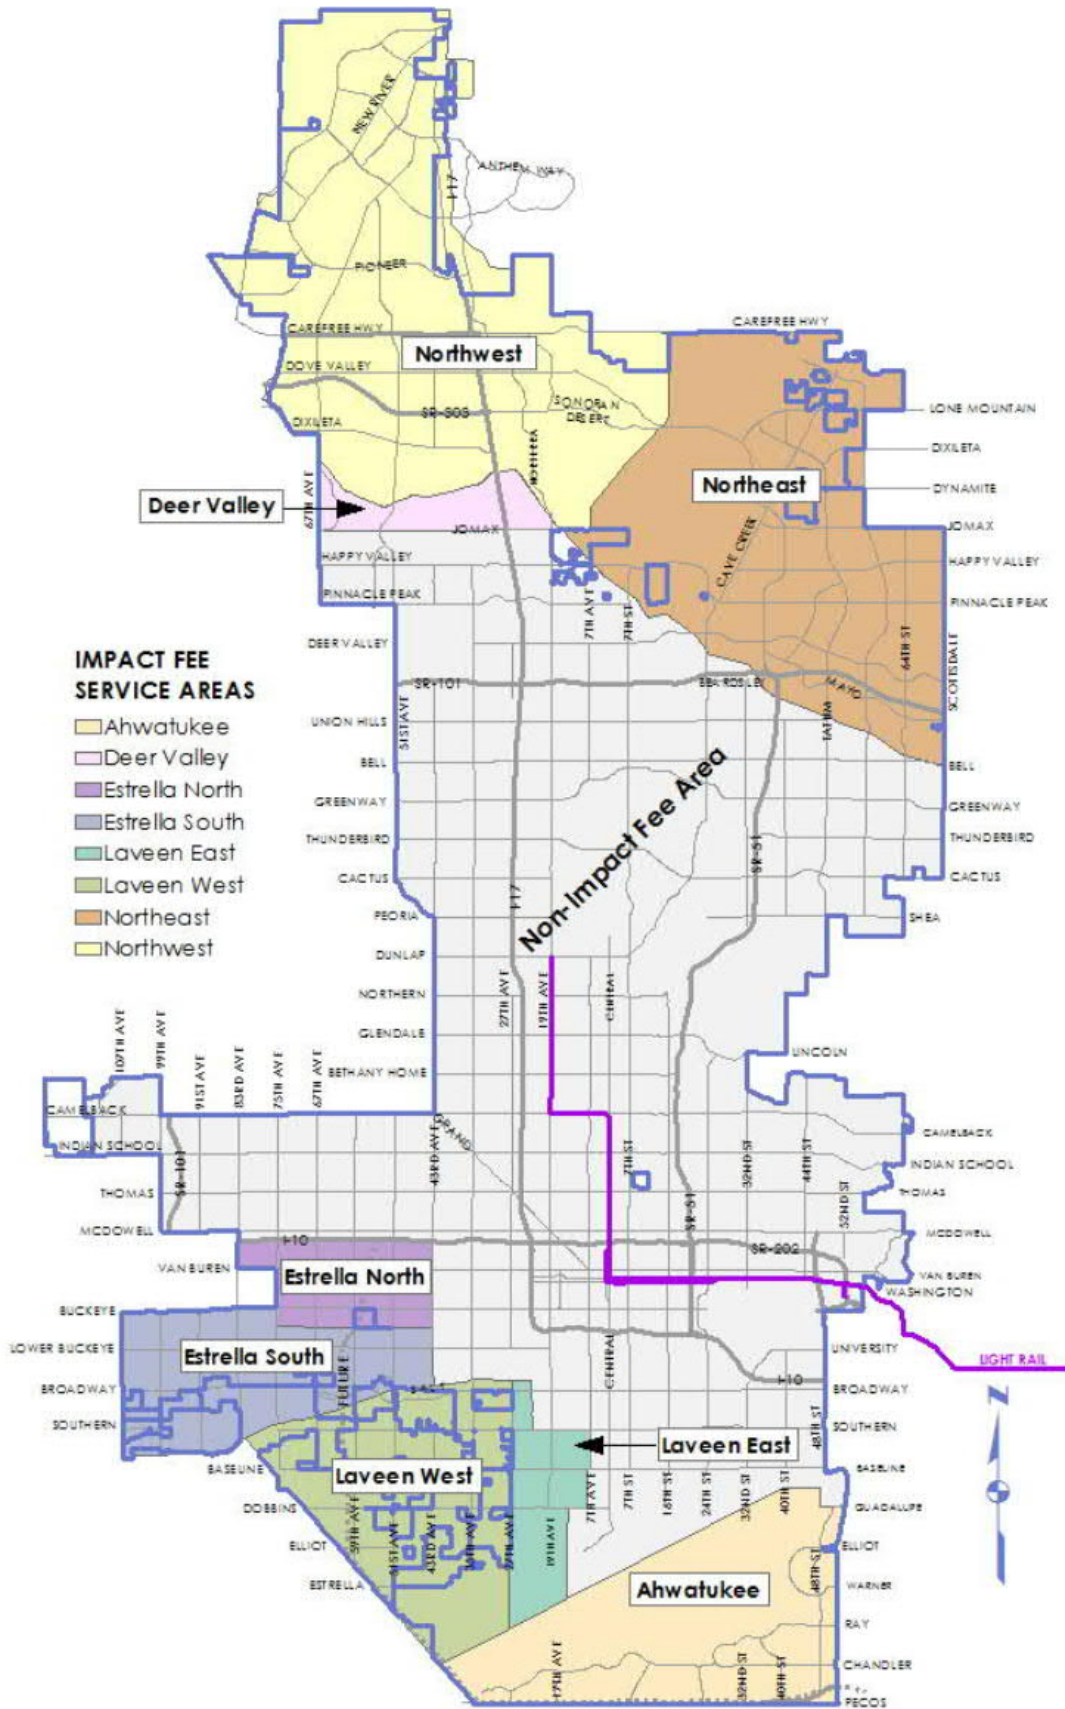 NEW RIVER
ANTHEM WAY
I-17
PIONEER
CAREFREE HWY
CAREFREE HWY
Northwest
DOVE VALLEY
SR-303
SONORAN
DESERT
LONE MOUNTAIN
DIXILETA
DIXILETA
NORTERRA
Northeast
DYNAMITE
Deer Valley
67TH AVE
JOMAX
JOMAX
CAVE CREEK
HAPPY VALLEY
HAPPY VALLEY
PINNACLE PEAK
PINNACLE PEAK
7TH AVE
7TH ST
DEER VALLEY
64TH ST
SCOTTSDALE
IMPACT FEE
SERVICE AREAS
Ahwatukee
Deer Valley
Estrella North
Estrella South
Laveen East
Laveen West
Northeast
Northwest
SR-101
BEARDSLEY
MAYO
UNION HILLS
51ST AVE
TATUM
BELL
BELL
Non-Impact Fee Area
GREENWAY
GREENWAY
THUNDERBIRD
THUNDERBIRD
SR-51
CACTUS
CACTUS
I-17
PEORIA
SHEA
DUNLAP
NORTHERN
27TH AVE
19TH AVE
CENTRAL
GLENDALE
LINCOLN
BETHANY HOME
107TH AVE
99TH AVE
91ST AVE
83RD AVE
75TH AVE
67TH AVE
CAMELBACK
CAMELBACK
GRAND
INDIAN SCHOOL
INDIAN SCHOOL
SR-101
43RD AVE
7TH ST
32ND ST
44TH ST
THOMAS
THOMAS
52ND ST
SR-51
MCDOWELL
MCDOWELL
I-10
SR-202
VAN BUREN
VAN BUREN
Estrella North
WASHINGTON
BUCKEYE
LOWER BUCKEYE
Estrella South
UNIVERSITY
CENTRAL
LIGHT RAIL
FUTURE
I-10
BROADWAY
BROADWAY
SOUTHERN
48TH ST
SOUTHERN
Laveen East
BASELINE
BASELINE
Laveen West
7TH AVE
7TH ST
16TH ST
24TH ST
32ND ST
40TH ST
DOBBINS
GUADALUPE
59TH AVE
51ST AVE
43RD AVE
35TH AVE
27TH AVE
19TH AVE
ELLIOT
ELLIOT
48TH ST
ESTRELLA
WARNER
Ahwatukee
RAY
17TH AVE
32ND ST
40TH ST
CHANDLER
PECOS
N